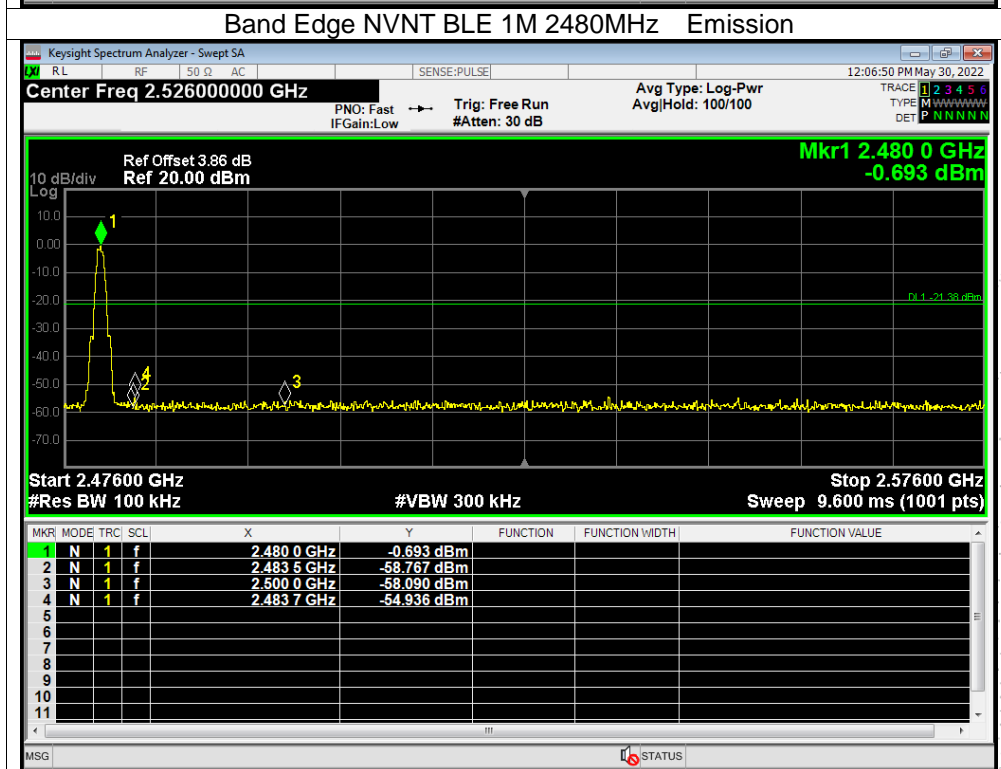 Band Edge NVNT BLE 1M 2480MHz    Emission
Keysight Spectrum Analyzer - Swept SA
LXI RL RF 50 Ω AC SENSE:PULSE 12:06:50 PM May 30, 2022
Center Freq 2.526000000 GHz
PNO: Fast
IFGain:Low
Trig: Free Run
#Atten: 30 dB
Avg Type: Log-Pwr
Avg|Hold: 100/100
TRACE 1 2 3 4 5 6
TYPE M WWWWW
DET P N N N N N
Mkr1 2.480 0 GHz
-0.693 dBm
Ref Offset 3.86 dB
10 dB/div Ref 20.00 dBm
Log
10.0
0.00
-10.0
-20.0
-30.0
-40.0
-50.0
-60.0
-70.0
1
4
2
3
DL1 -21.38 dBm
Start 2.47600 GHz Stop 2.57600 GHz
#Res BW 100 kHz #VBW 300 kHz Sweep 9.600 ms (1001 pts)
MKR MODE TRC SCL X Y FUNCTION FUNCTION WIDTH FUNCTION VALUE
1 N 1 f 2.480 0 GHz -0.693 dBm
2 N 1 f 2.483 5 GHz -58.767 dBm
3 N 1 f 2.500 0 GHz -58.090 dBm
4 N 1 f 2.483 7 GHz -54.936 dBm
5
6
7
8
9
10
11
MSG STATUS